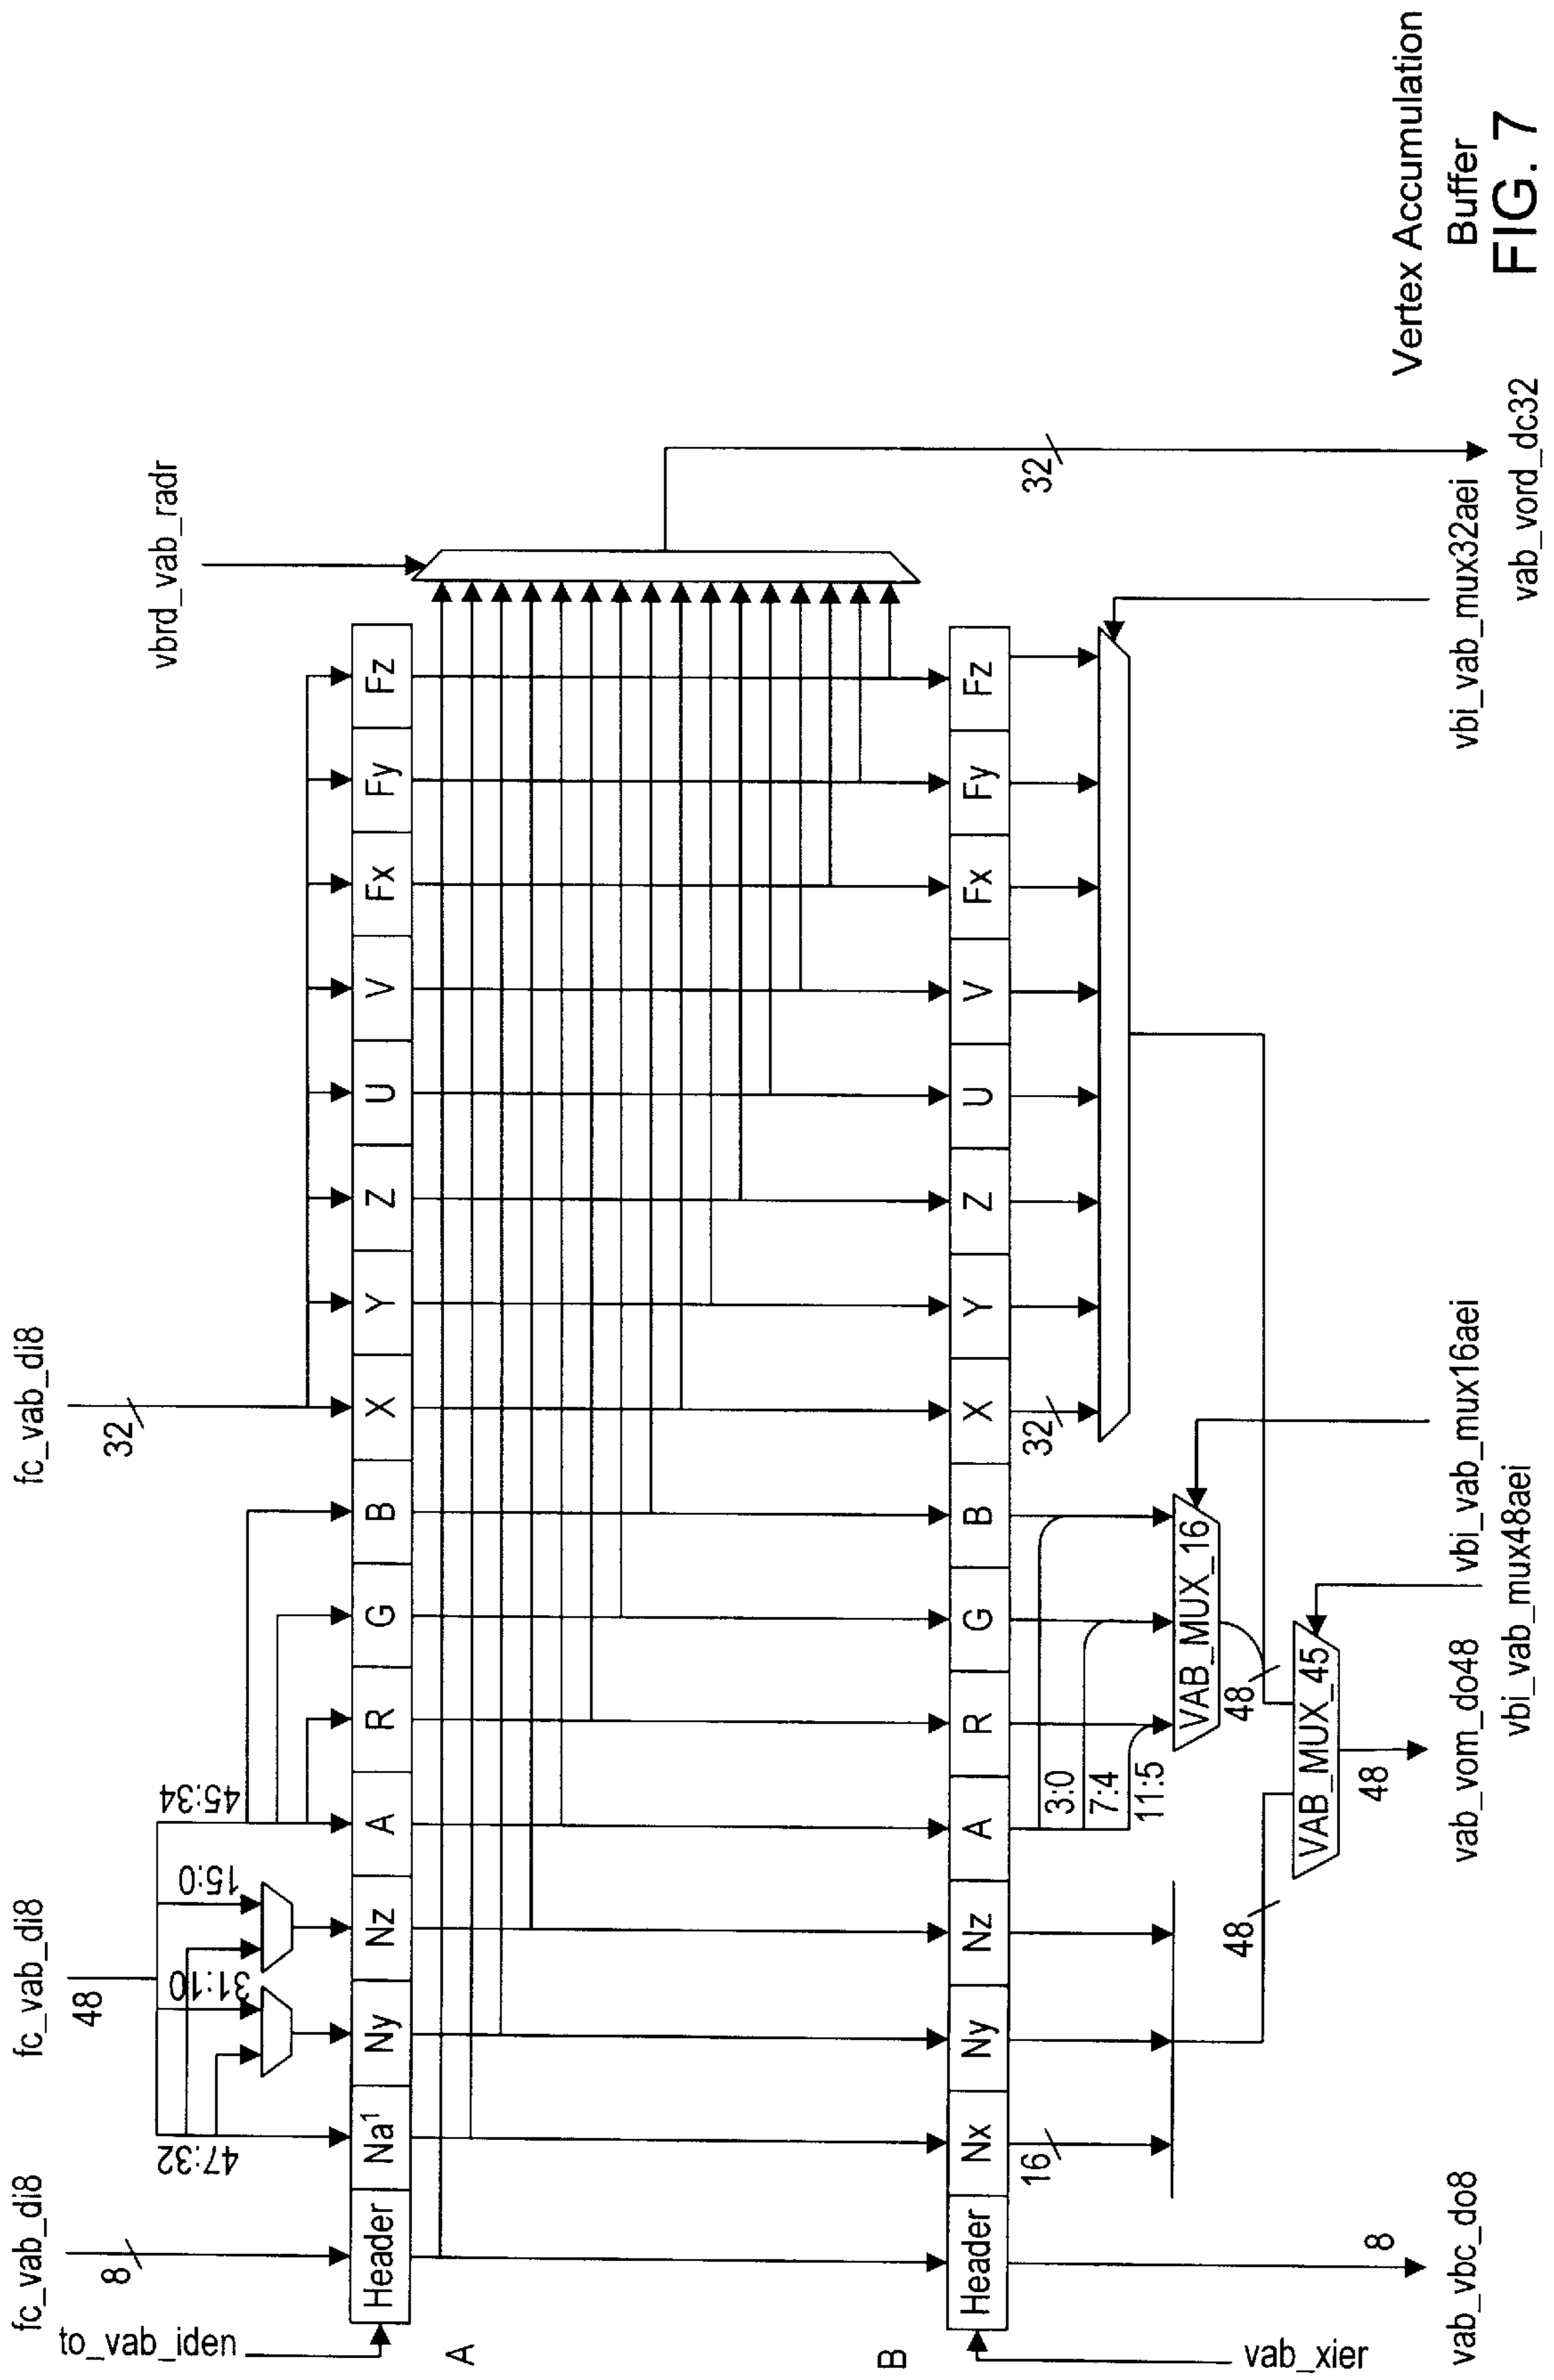 fc_vab_di8
fc_vab_di8
fc_vab_di8
8
48
32
to_vab_iden
47:32
31:10
15:0
45:34
vbrd_vab_radr
Header Na¹ Ny Nz A R G B X Y Z U V Fx Fy Fz
A
B
Header Nx Ny Nz A R G B X Y Z U V Fx Fy Fz
vab_xier
16
32
32
3:0
7:4
11:5
VAB_MUX_16
48
48
VAB_MUX_45
8
48
vab_vbc_do8
vab_vom_do48
vbi_vab_mux48aei
vbi_vab_mux16aei
vbi_vab_mux32aei
vab_vord_dc32
Vertex Accumulation
Buffer
FIG. 7